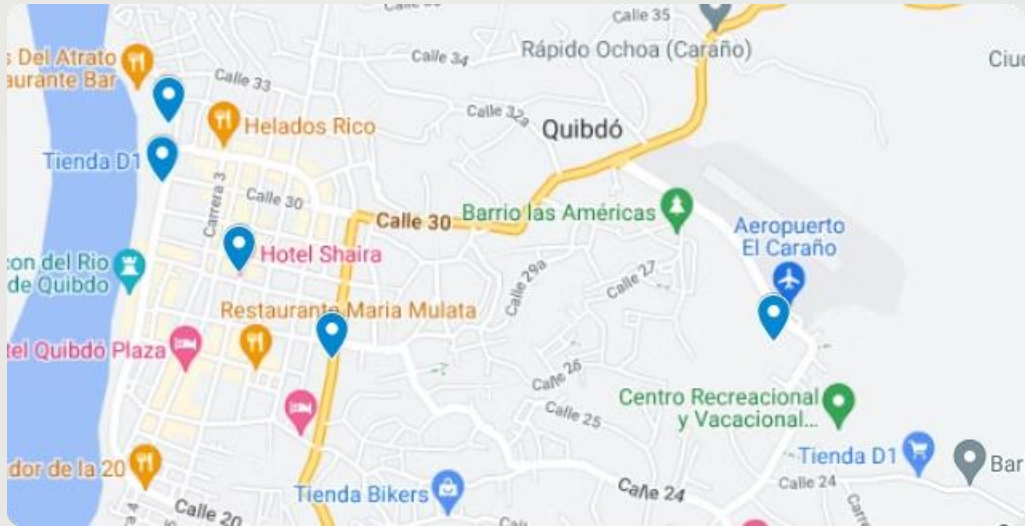 Calle 35
Rápido Ochoa (Caraño)
Calle 34
s Del Atrato
aurante Bar
Calle 33
Calle 32a
Helados Rico
Quibdó
Tienda D1
Carrera 3
Calle 30
Calle 30
Barrio las Américas
Aeropuerto
El Caraño
Hotel Shaira
con del Rio
de Quibdo
Calle 29a
Calle 27
Restaurante Maria Mulata
tel Quibdó Plaza
Calle 26
Centro Recreacional
y Vacacional...
Calle 25
dor de la 20
Tienda D1
Bar
Calle 24
Tienda Bikers
Calle 24
Calle 20